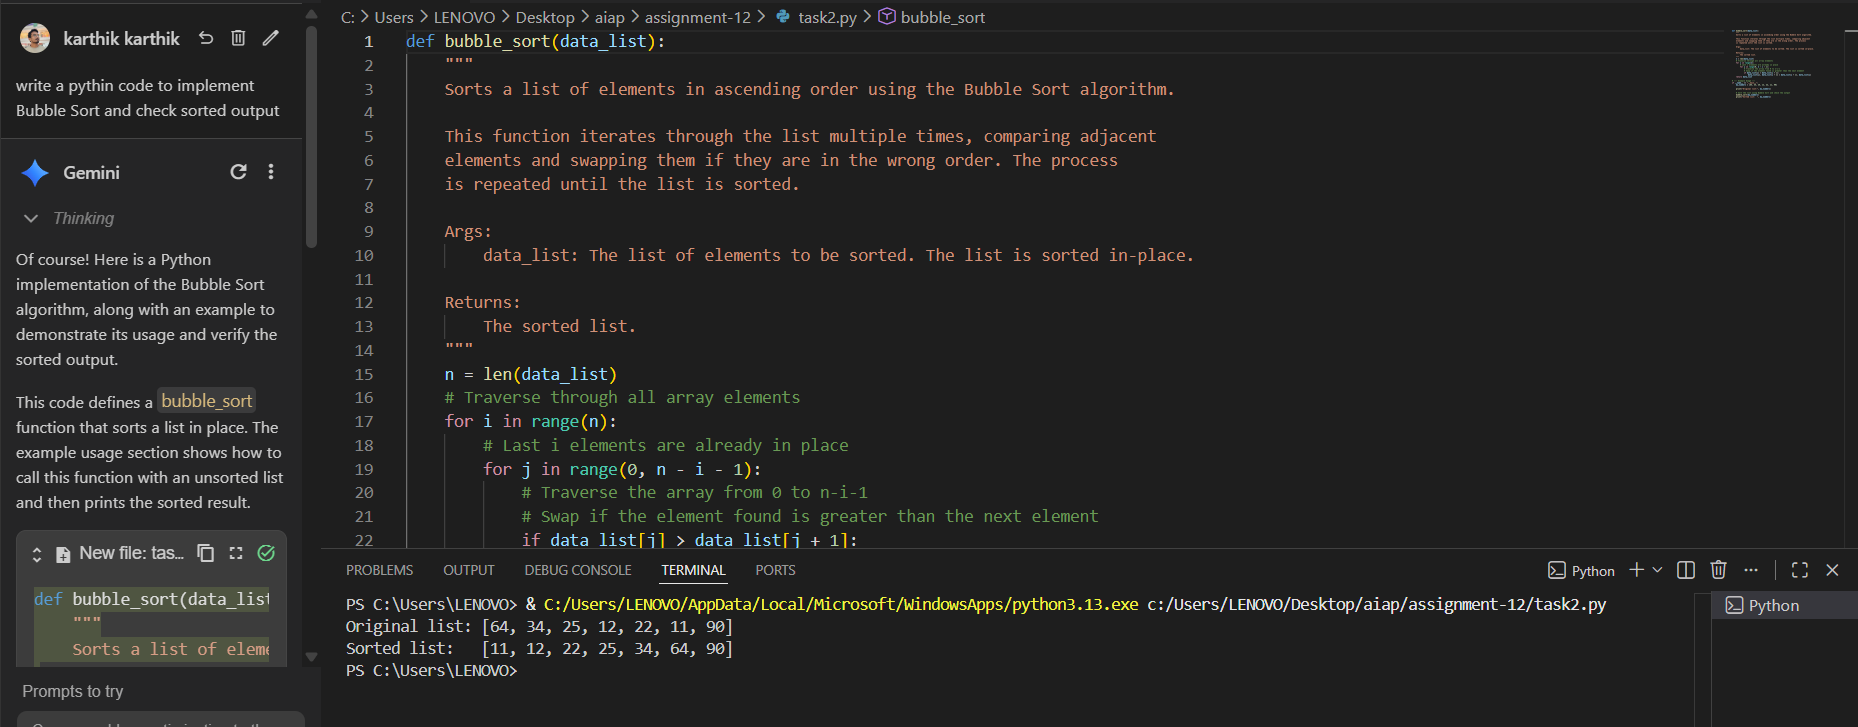 karthik karthik
write a pythin code to implement
Bubble Sort and check sorted output
Gemini
Thinking
Of course! Here is a Python
implementation of the Bubble Sort
algorithm, along with an example to
demonstrate its usage and verify the
sorted output.
This code defines a bubble_sort
function that sorts a list in place. The
example usage section shows how to
call this function with an unsorted list
and then prints the sorted result.
New file: tas...
def bubble_sort(data_list
"""
Sorts a list of eleme
Prompts to try
C: > Users > LENOVO > Desktop > aiap > assignment-12 > task2.py > bubble_sort
1 def bubble_sort(data_list):
2 """
3 Sorts a list of elements in ascending order using the Bubble Sort algorithm.
4
5 This function iterates through the list multiple times, comparing adjacent
6 elements and swapping them if they are in the wrong order. The process
7 is repeated until the list is sorted.
8
9 Args:
10 data_list: The list of elements to be sorted. The list is sorted in-place.
11
12 Returns:
13 The sorted list.
14 """
15 n = len(data_list)
16 # Traverse through all array elements
17 for i in range(n):
18 # Last i elements are already in place
19 for j in range(0, n - i - 1):
20 # Traverse the array from 0 to n-i-1
21 # Swap if the element found is greater than the next element
22 if data_list[j] > data_list[j + 1]:
PROBLEMS OUTPUT DEBUG CONSOLE TERMINAL PORTS
Python
PS C:\Users\LENOVO> & C:/Users/LENOVO/AppData/Local/Microsoft/WindowsApps/python3.13.exe c:/Users/LENOVO/Desktop/aiap/assignment-12/task2.py
Original list: [64, 34, 25, 12, 22, 11, 90]
Sorted list:   [11, 12, 22, 25, 34, 64, 90]
PS C:\Users\LENOVO>
Python